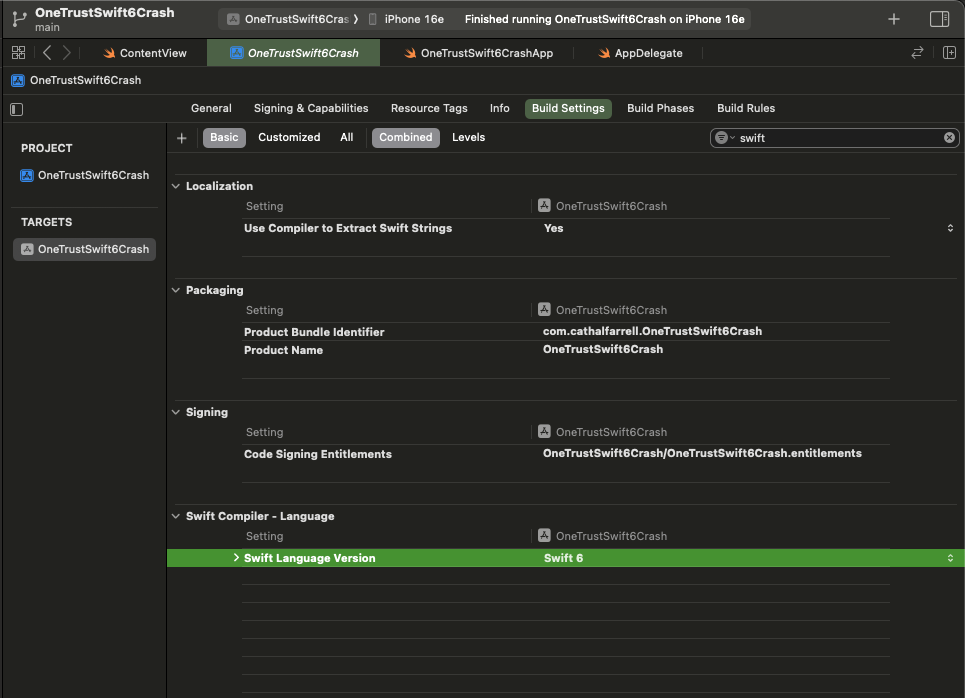 OneTrustSwift6Crash
main
OneTrustSwift6Cras iPhone 16e Finished running OneTrustSwift6Crash on iPhone 16e
ContentView OneTrustSwift6Crash OneTrustSwift6CrashApp AppDelegate
OneTrustSwift6Crash
General Signing & Capabilities Resource Tags Info Build Settings Build Phases Build Rules
Basic Customized All Combined Levels swift
PROJECT
OneTrustSwift6Crash
TARGETS
OneTrustSwift6Crash
Localization
Setting OneTrustSwift6Crash
Use Compiler to Extract Swift Strings Yes
Packaging
Setting OneTrustSwift6Crash
Product Bundle Identifier com.cathalfarrell.OneTrustSwift6Crash
Product Name OneTrustSwift6Crash
Signing
Setting OneTrustSwift6Crash
Code Signing Entitlements OneTrustSwift6Crash/OneTrustSwift6Crash.entitlements
Swift Compiler - Language
Setting OneTrustSwift6Crash
Swift Language Version Swift 6